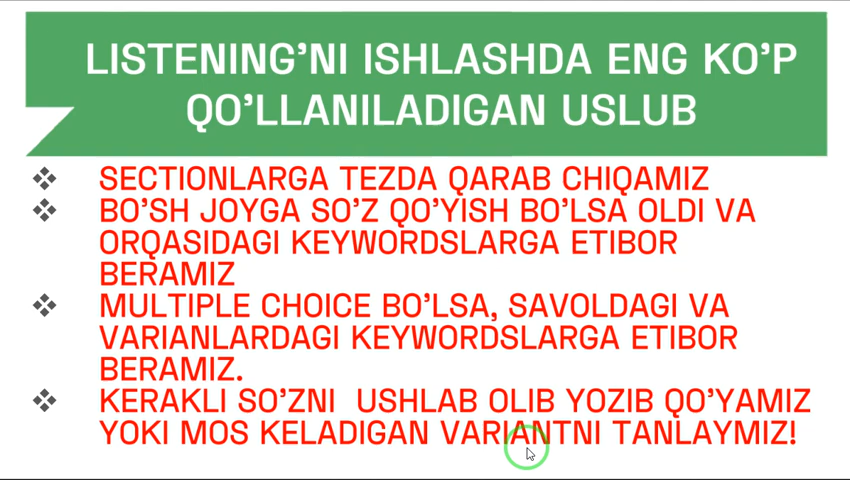 LISTENING’NI ISHLASHDA ENG KO’P
QO’LLANILADIGAN USLUB
❖ SECTIONLARGA TEZDA QARAB CHIQAMIZ
❖ BO’SH JOYGA SO’Z QO’YISH BO’LSA OLDI VA
ORQASIDAGI KEYWORDSLARGA ETIBOR
BERAMIZ
❖ MULTIPLE CHOICE BO’LSA, SAVOLDAGI VA
VARIANLARDAGI KEYWORDSLARGA ETIBOR
BERAMIZ.
❖ KERAKLI SO’ZNI USHLAB OLIB YOZIB QO’YAMIZ
YOKI MOS KELADIGAN VARIANTNI TANLAYMIZ!